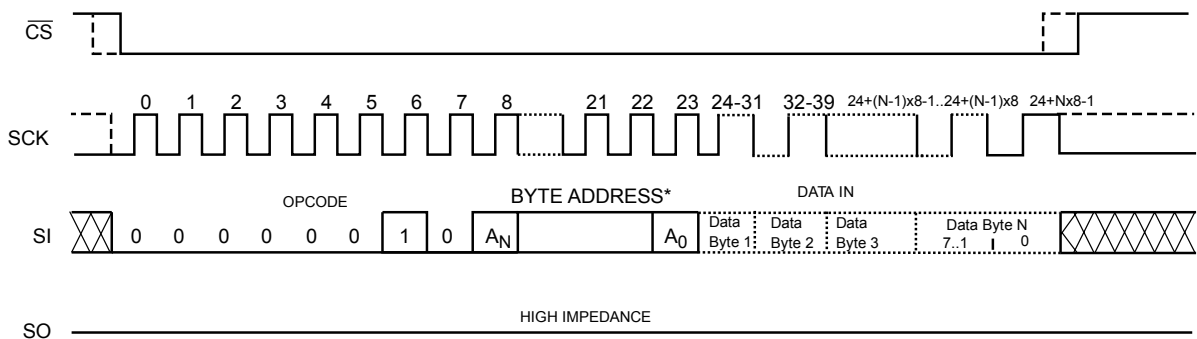 CS
0 1 2 3 4 5 6 7 8 21 22 23 24-31 32-39 24+(N-1)x8-1..24+(N-1)x8 24+Nx8-1
SCK
OPCODE BYTE ADDRESS* DATA IN
SI 0 0 0 0 0 0 1 0 AN A0 Data Byte 1 Data Byte 2 Data Byte 3 Data Byte N 7..1 0
HIGH IMPEDANCE
SO